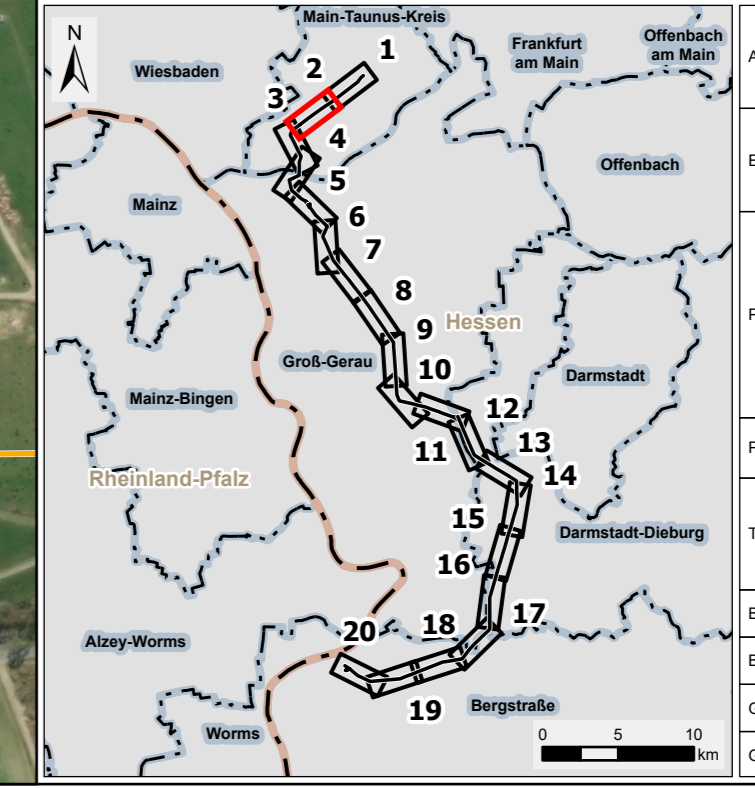 Main-Taunus-Kreis
N
Frankfurt
am Main
Offenbach
am Main
Wiesbaden
1
2
3
4
Offenbach
5
Mainz
6
7
8
Hessen
9
Groß-Gerau
10
Darmstadt
Mainz-Bingen
12
11
13
14
Rheinland-Pfalz
15
Darmstadt-Dieburg
16
17
18
20
Alzey-Worms
19
Bergstraße
Worms
0 5 10
km